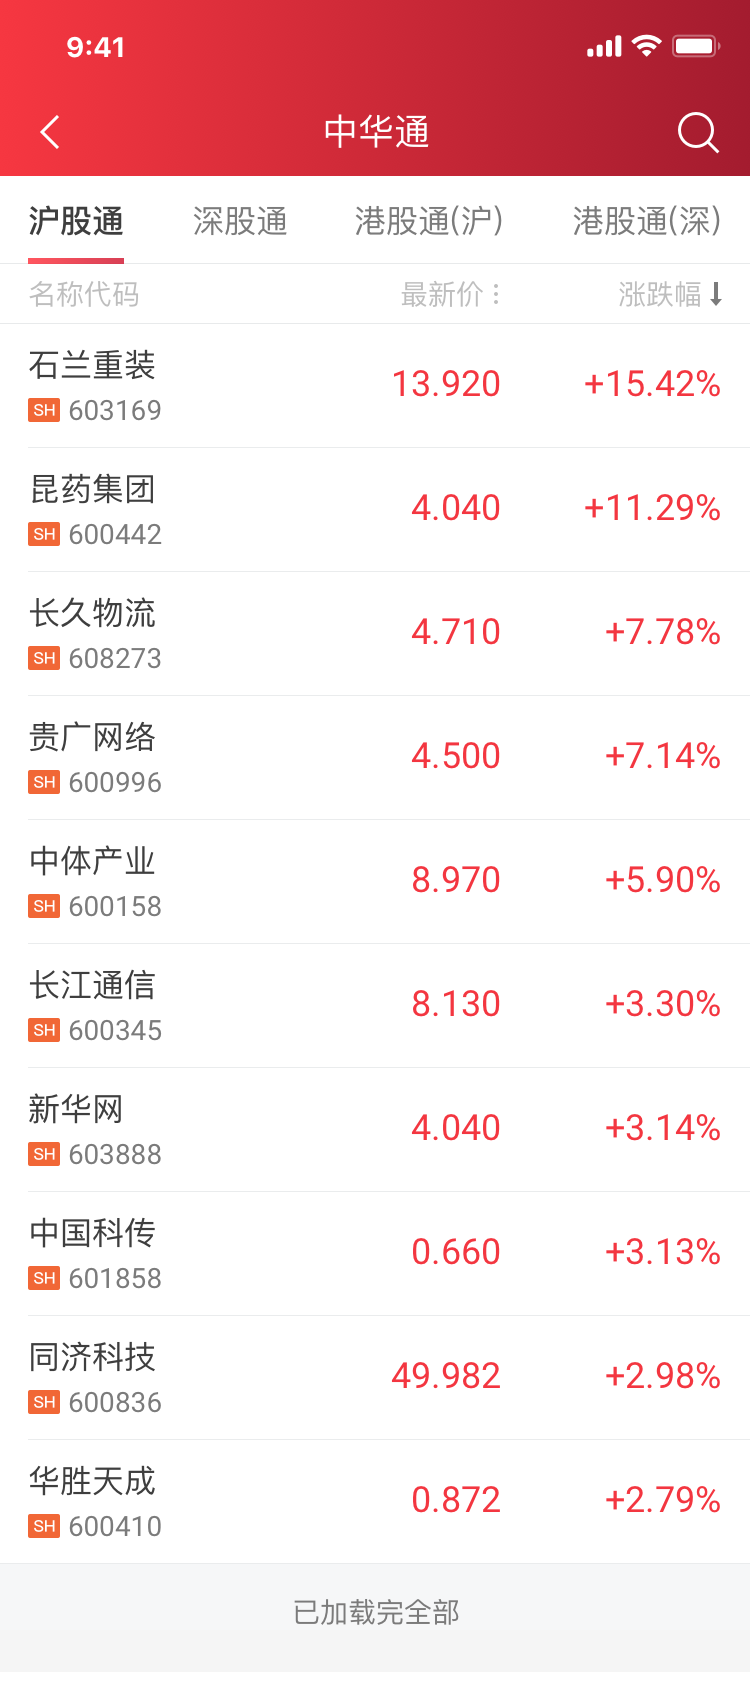 9:41
中华通
沪股通 深股通 港股通(沪) 港股通(深)
名称代码 最新价 涨跌幅
石兰重装
13.920 +15.42%
SH 603169
昆药集团
4.040 +11.29%
SH 600442
长久物流
4.710 +7.78%
SH 608273
贵广网络
4.500 +7.14%
SH 600996
中体产业
8.970 +5.90%
SH 600158
长江通信
8.130 +3.30%
SH 600345
新华网
4.040 +3.14%
SH 603888
中国科传
0.660 +3.13%
SH 601858
同济科技
49.982 +2.98%
SH 600836
华胜天成
0.872 +2.79%
SH 600410
已加载完全部